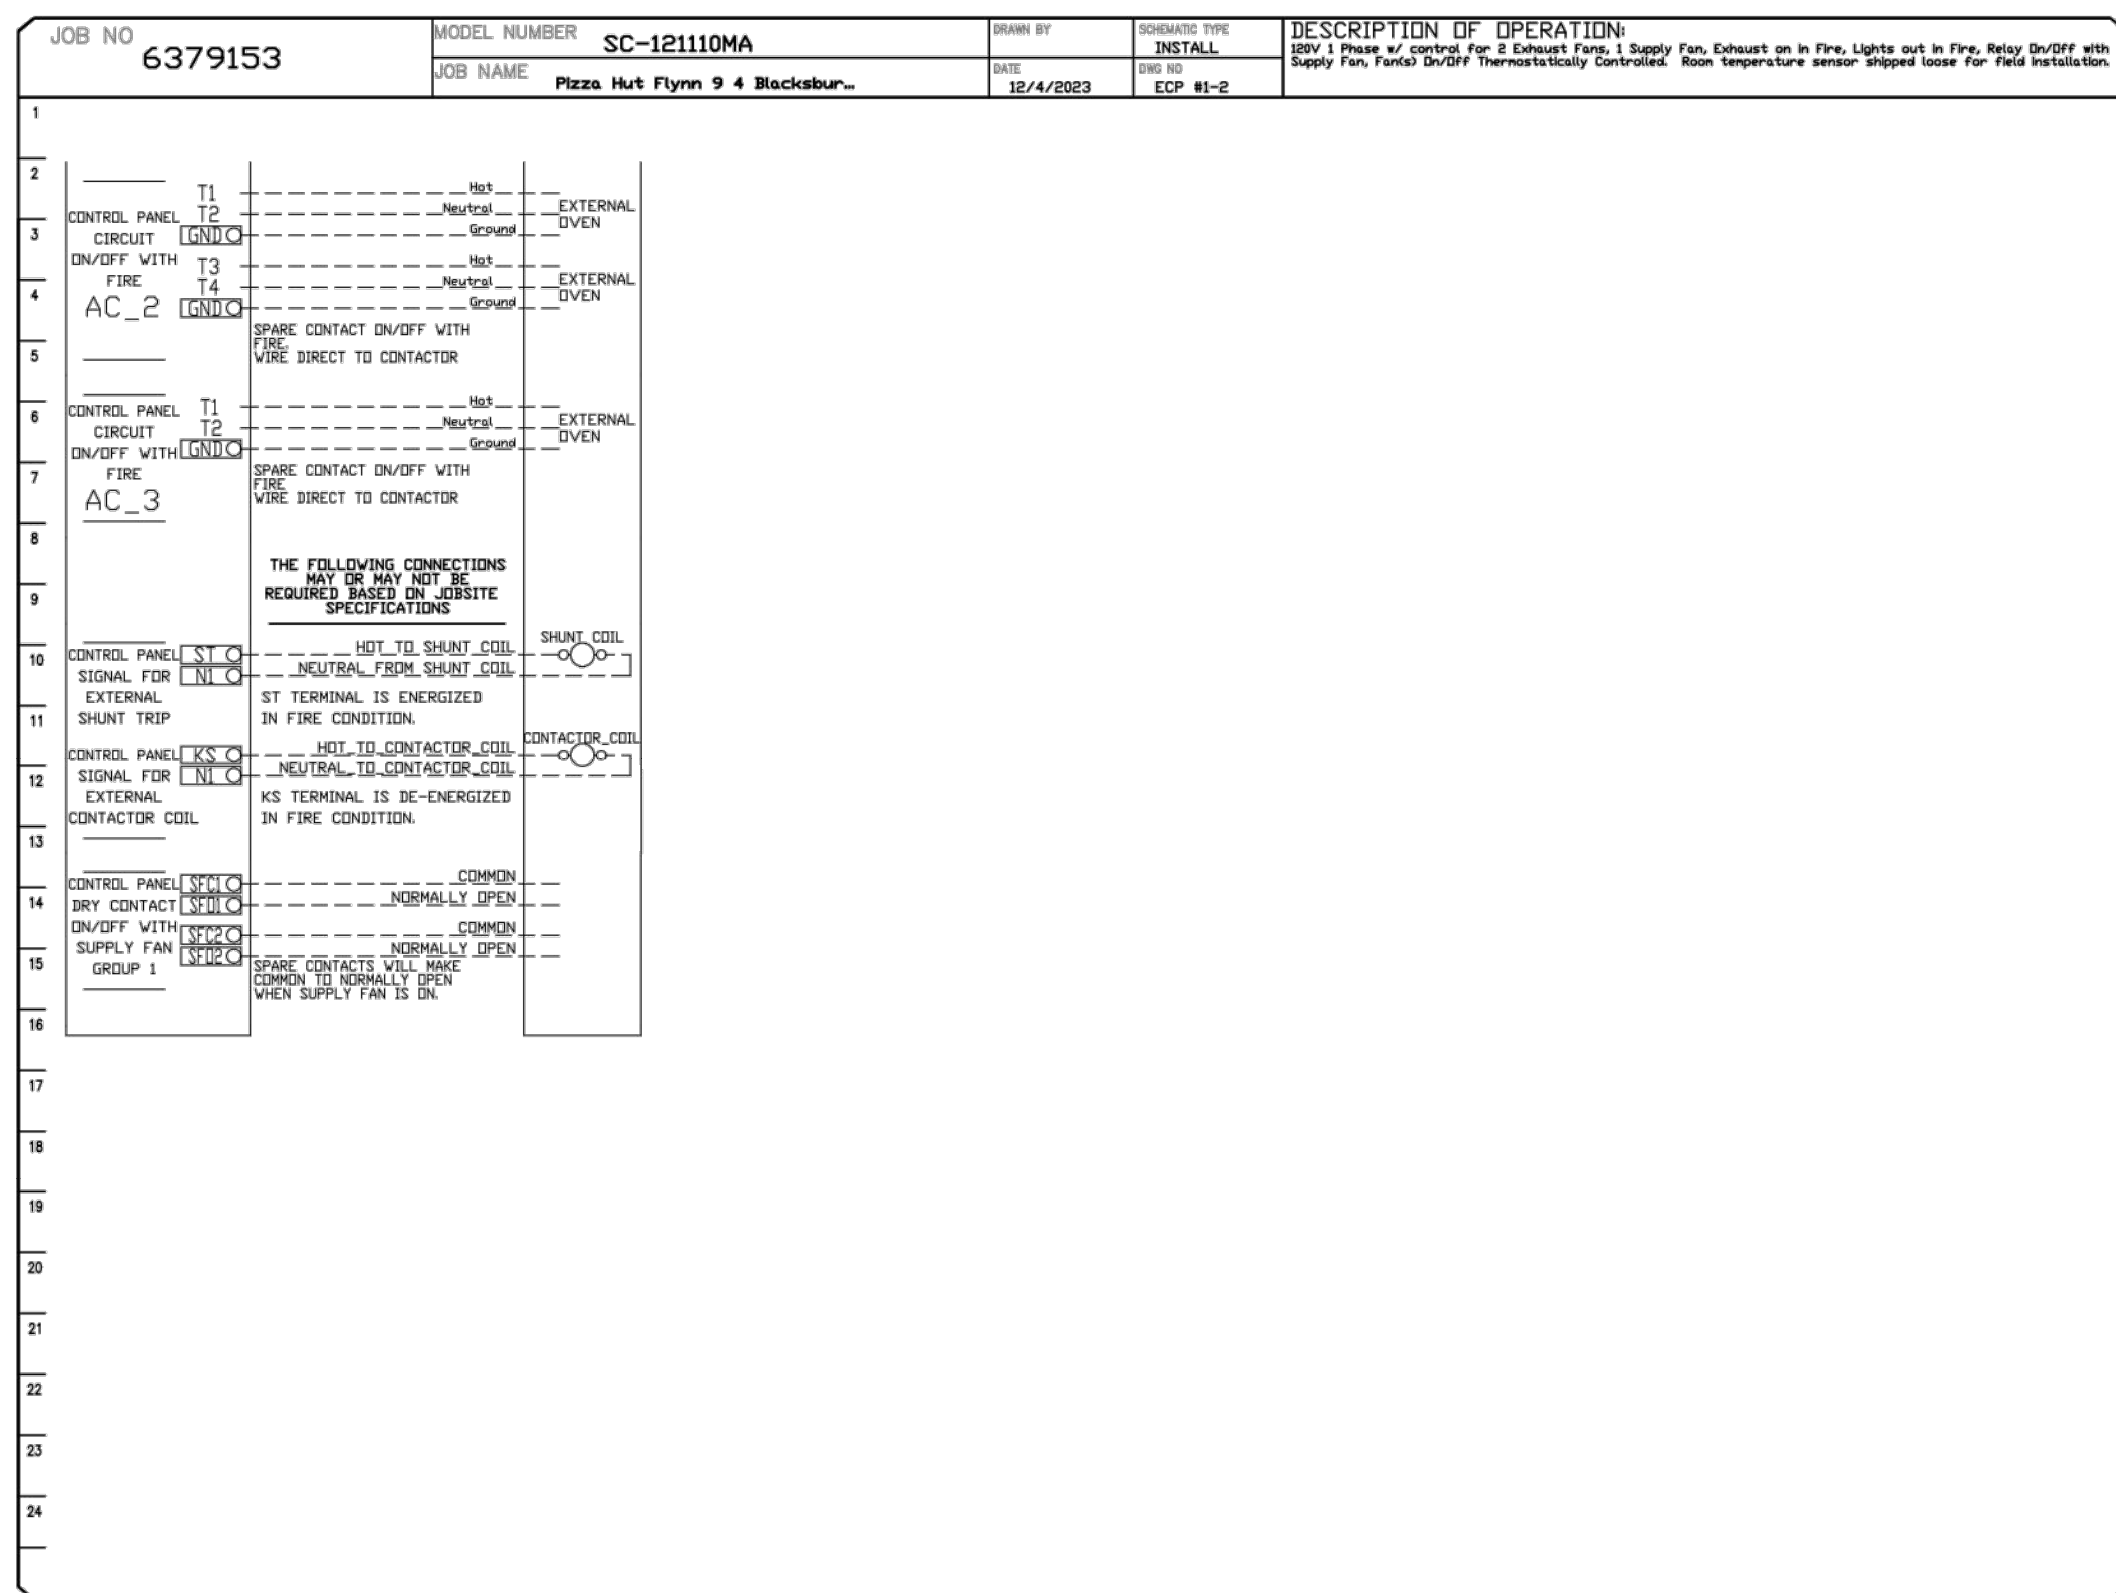 JOB NO
6379153
MODEL NUMBER
SC-121110MA
JOB NAME
Pizza Hut Flynn 9 4 Blacksbur...
DRAWN BY
DATE
12/4/2023
SCHEMATIC TYPE
INSTALL
DWG NO
ECP #1-2
DESCRIPTION OF OPERATION:
120V 1 Phase w/ control for 2 Exhaust Fans, 1 Supply Fan, Exhaust on in Fire, Lights out in Fire, Relay On/Off with
Supply Fan, Fan(s) On/Off Thermostatically Controlled. Room temperature sensor shipped loose for field installation.
1
2
3
4
5
6
7
8
9
10
11
12
13
14
15
16
17
18
19
20
21
22
23
24
CONTROL PANEL
CIRCUIT
ON/OFF WITH
FIRE
AC_2
T1
T2
GND
T3
T4
GND
Hot
Neutral
Ground
EXTERNAL
OVEN
Hot
Neutral
Ground
EXTERNAL
OVEN
SPARE CONTACT ON/OFF WITH
FIRE.
WIRE DIRECT TO CONTACTOR
CONTROL PANEL
CIRCUIT
ON/OFF WITH
FIRE
AC_3
T1
T2
GND
Hot
Neutral
Ground
EXTERNAL
OVEN
SPARE CONTACT ON/OFF WITH
FIRE
WIRE DIRECT TO CONTACTOR
THE FOLLOWING CONNECTIONS
MAY OR MAY NOT BE
REQUIRED BASED ON JOBSITE
SPECIFICATIONS
CONTROL PANEL
SIGNAL FOR
EXTERNAL
SHUNT TRIP
ST
N1
HOT TO SHUNT COIL
NEUTRAL FROM SHUNT COIL
SHUNT COIL
ST TERMINAL IS ENERGIZED
IN FIRE CONDITION.
CONTROL PANEL
SIGNAL FOR
EXTERNAL
CONTACTOR COIL
KS
N1
HOT TO CONTACTOR COIL
NEUTRAL TO CONTACTOR COIL
CONTACTOR COIL
KS TERMINAL IS DE-ENERGIZED
IN FIRE CONDITION.
CONTROL PANEL
DRY CONTACT
ON/OFF WITH
SUPPLY FAN
GROUP 1
SFC1
SFO1
SFC2
SFO2
COMMON
NORMALLY OPEN
COMMON
NORMALLY OPEN
SPARE CONTACTS WILL MAKE
COMMON TO NORMALLY OPEN
WHEN SUPPLY FAN IS ON.